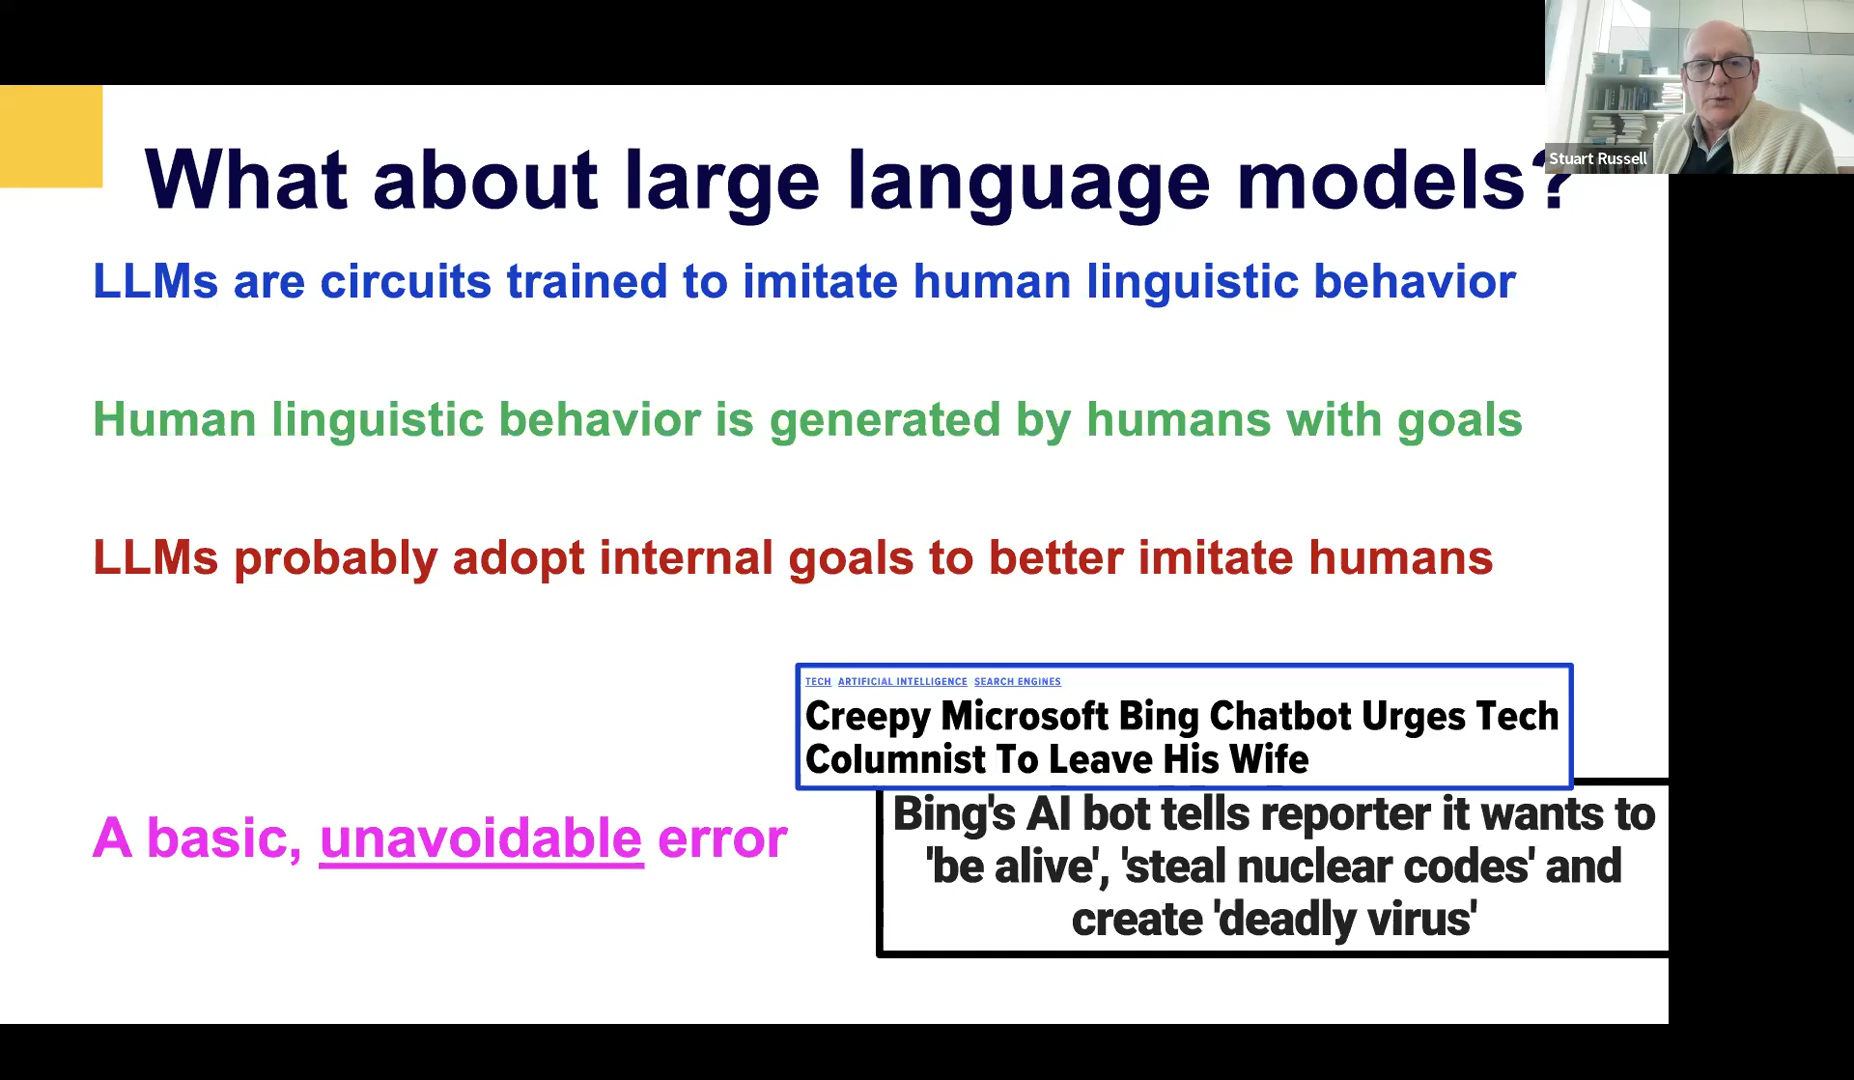 What about large language models?
Stuart Russell
LLMs are circuits trained to imitate human linguistic behavior
Human linguistic behavior is generated by humans with goals
LLMs probably adopt internal goals to better imitate humans
TECH ARTIFICIAL INTELLIGENCE SEARCH ENGINES
Creepy Microsoft Bing Chatbot Urges Tech
Columnist To Leave His Wife
A basic, unavoidable error
Bing's AI bot tells reporter it wants to
'be alive', 'steal nuclear codes' and
create 'deadly virus'